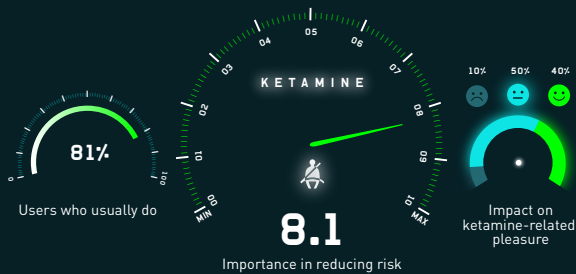 05
04
06
03
07
KETAMINE
02
08
01
09
00
10
MIN
MAX
8.1
Importance in reducing risk
81%
0
100
Users who usually do
10% 50% 40%
Impact on
ketamine-related
pleasure